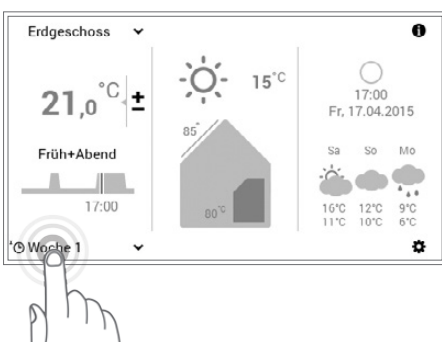 Erdgeschoss
21,0 °C ±
Früh+Abend
17:00
Woche 1
15°C
85°
80°C
17:00
Fr, 17.04.2015
Sa So Mo
16°C 12°C 9°C
11°C 10°C 6°C